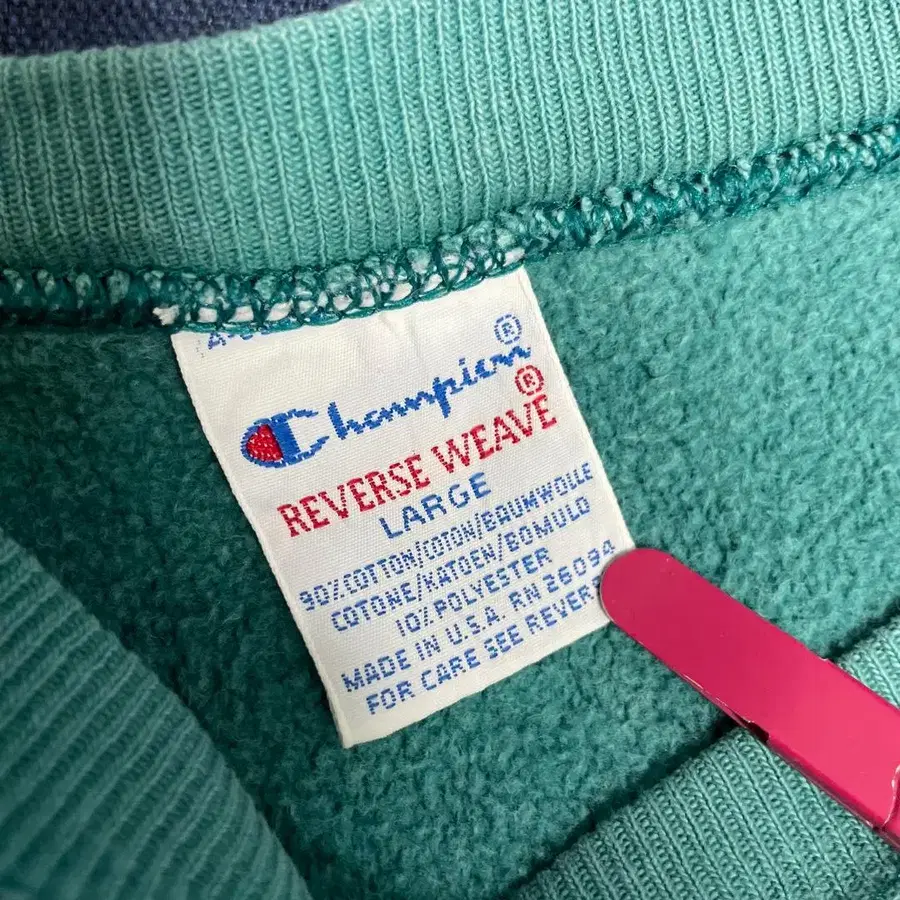 Champion®
REVERSE WEAVE®
LARGE
90% COTTON/COTON/BAUMWOLLE
COTONE/KATOEN/BOMULD
10% POLYESTER
MADE IN U.S.A. RN 26094
FOR CARE SEE REVERSE